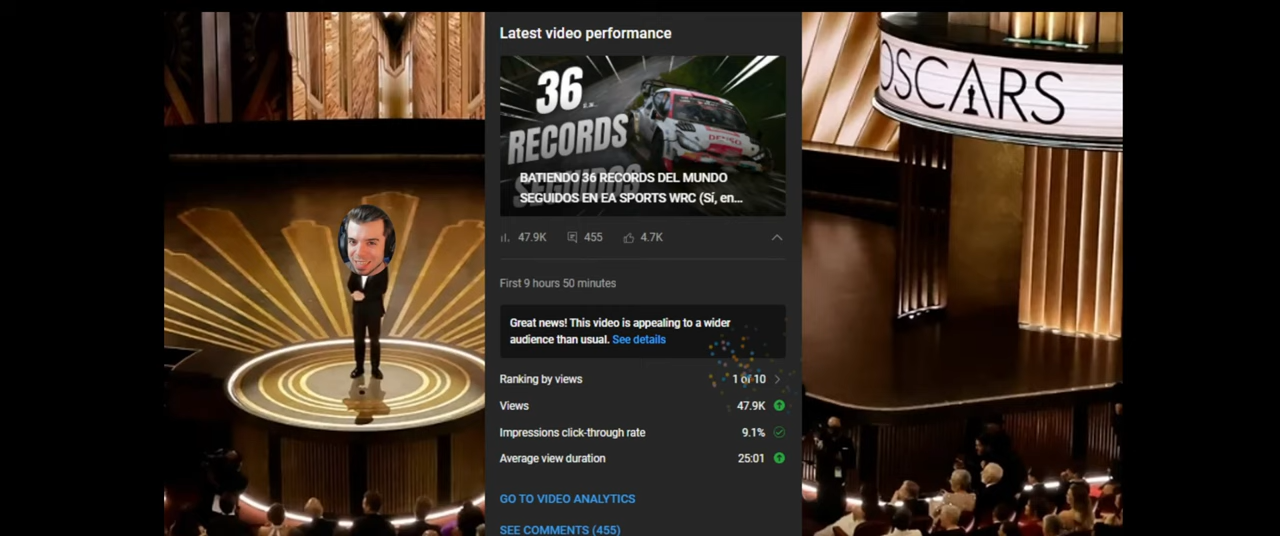 Latest video performance
36
RECORDS
SEGUIDOS
DENSO
BATIENDO 36 RECORDS DEL MUNDO
SEGUIDOS EN EA SPORTS WRC (Sí, en...
47.9K 455 4.7K
First 9 hours 50 minutes
Great news! This video is appealing to a wider
audience than usual. See details
Ranking by views 1 of 10
Views 47.9K
Impressions click-through rate 9.1%
Average view duration 25:01
GO TO VIDEO ANALYTICS
SEE COMMENTS (455)
OSCARS